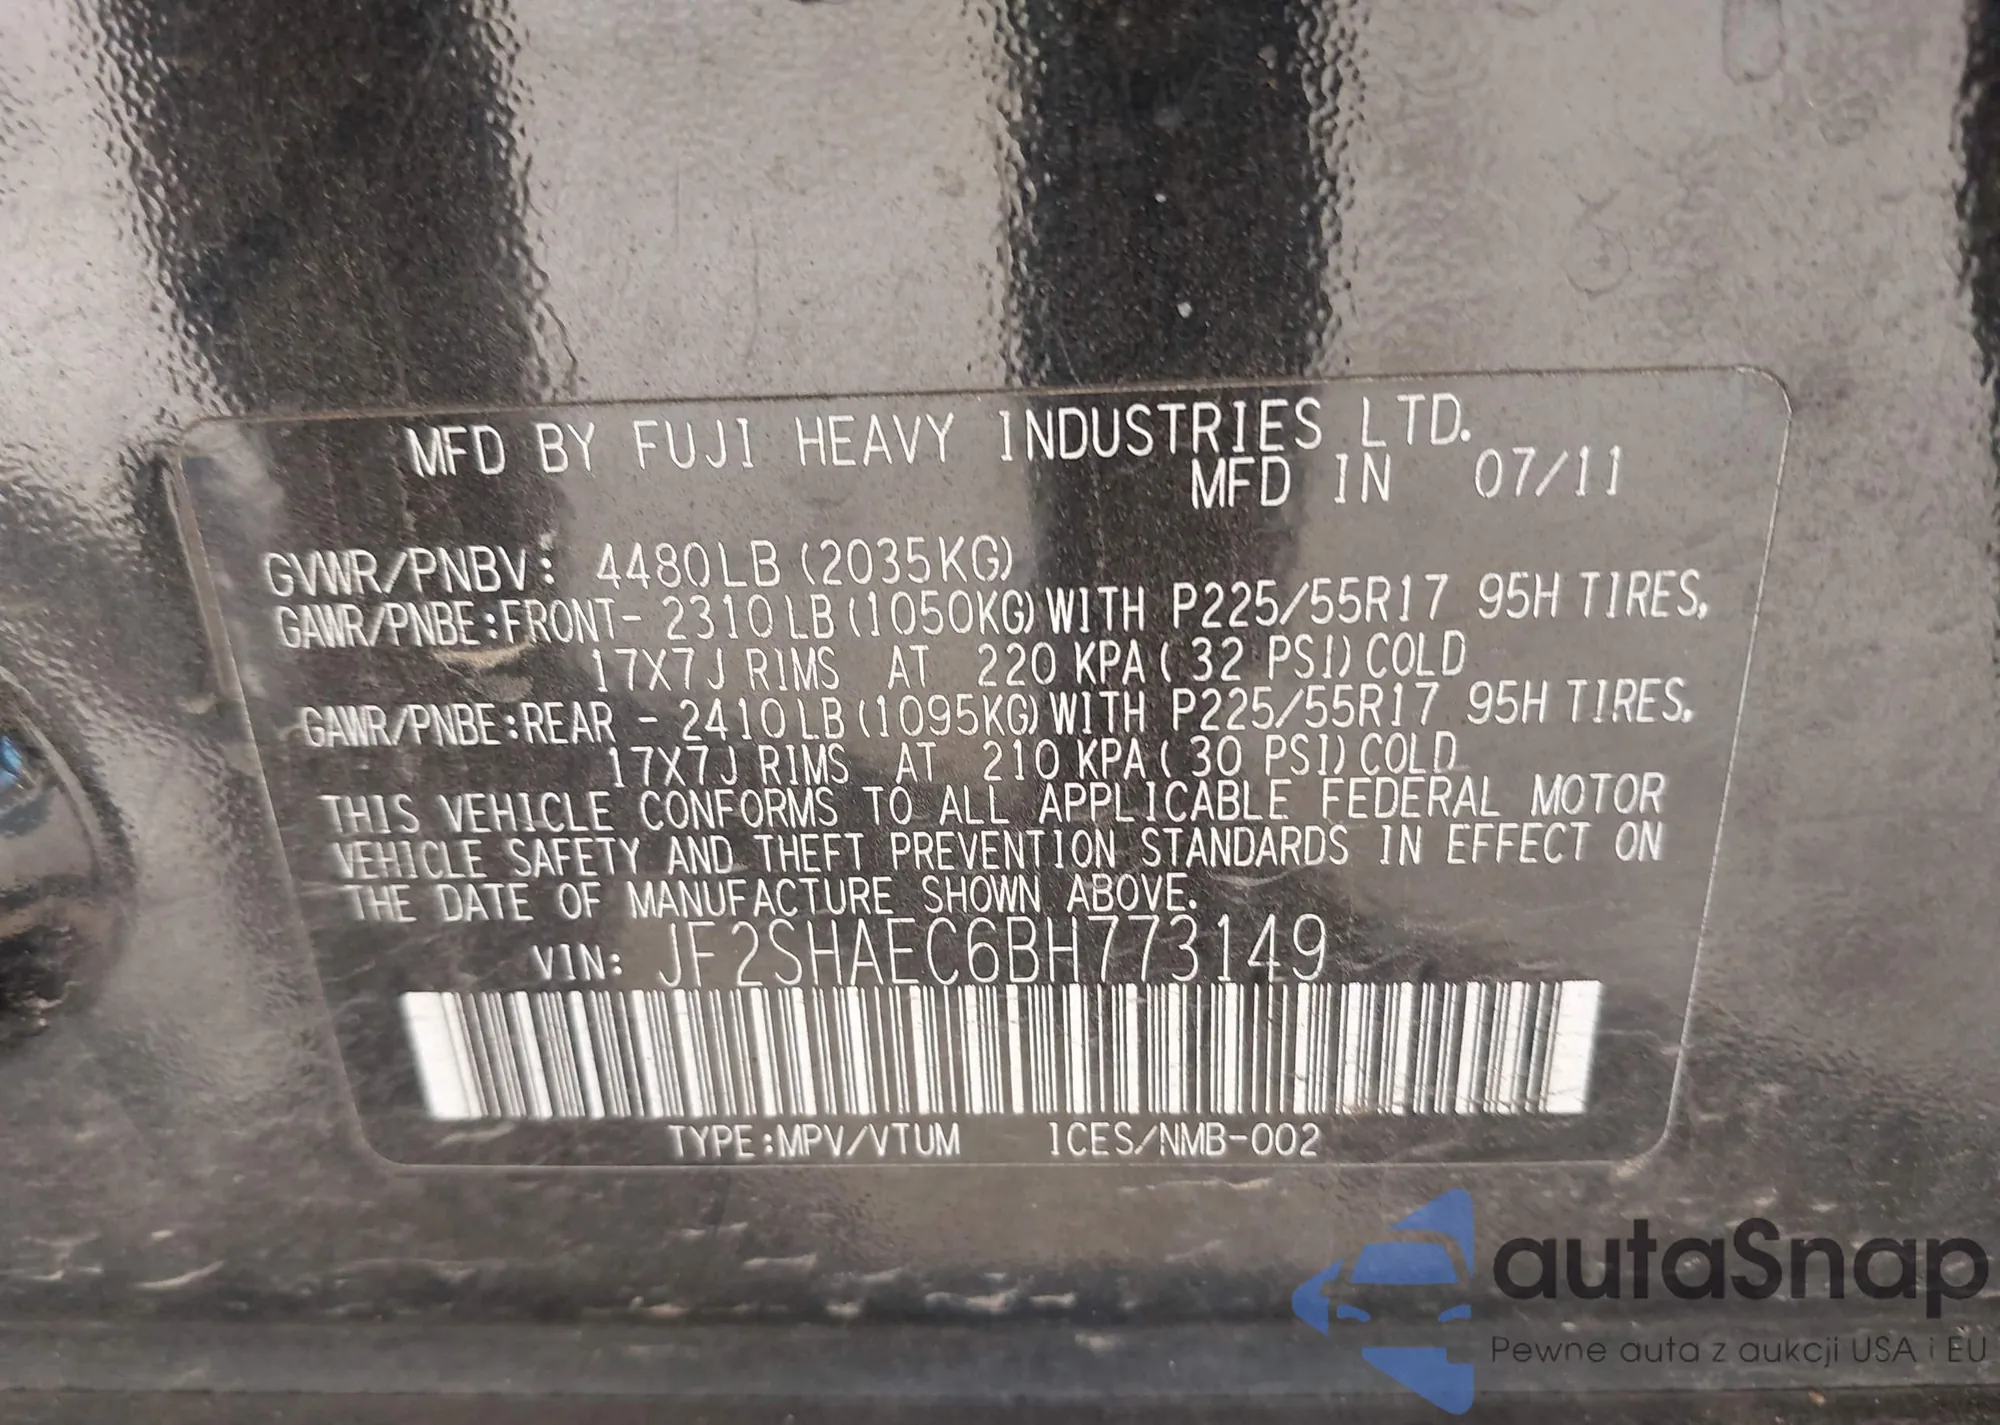 MFD BY FUJI HEAVY INDUSTRIES LTD.
MFD IN 07/11
GVWR/PNBV: 4480LB (2035KG)
GAWR/PNBE:FRONT- 2310LB(1050KG)WITH P225/55R17 95H TIRES,
17X7J RIMS AT 220 KPA( 32 PSI)COLD
GAWR/PNBE:REAR - 2410LB(1095KG)WITH P225/55R17 95H TIRES,
17X7J RIMS AT 210 KPA( 30 PSI)COLD
THIS VEHICLE CONFORMS TO ALL APPLICABLE FEDERAL MOTOR
VEHICLE SAFETY AND THEFT PREVENTION STANDARDS IN EFFECT ON
THE DATE OF MANUFACTURE SHOWN ABOVE.
VIN: JF2SHAEC6BH773149
TYPE:MPV/VTUM ICES/NMB-002
autaSnap
Pewne auta z aukcji USA i EU